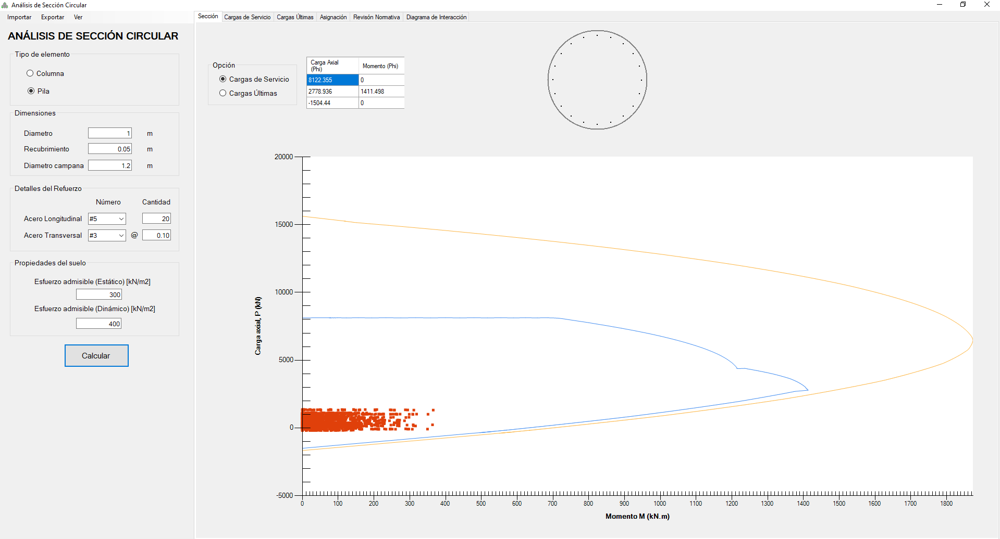 Análisis de Sección Circular
Importar Exportar Ver
ANÁLISIS DE SECCIÓN CIRCULAR
Tipo de elemento
Columna
Pila
Dimensiones
Diametro 1 m
Recubrimiento 0.05 m
Diametro campana 1.2 m
Detalles del Refuerzo
Número Cantidad
Acero Longitudinal #5 20
Acero Transversal #3 @ 0.10
Propiedades del suelo
Esfuerzo admisible (Estático) [kN/m2]
300
Esfuerzo admisible (Dinámico) [kN/m2]
400
Calcular
Sección Cargas de Servicio Cargas Últimas Asignación Revisón Normativa Diagrama de Interacción
Opción
Cargas de Servicio
Cargas Últimas
Carga Axial
(Phi)
Momento (Phi)
8122.355 0
2778.936 1411.498
-1504.44 0
20000
15000
10000
5000
0
-5000
Carga axial, P (kN)
0 100 200 300 400 500 600 700 800 900 1000 1100 1200 1300 1400 1500 1600 1700 1800
Momento M (kN.m)